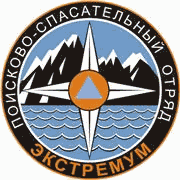 ПОИСКОВО-СПАСАТЕЛЬНЫЙ ОТРЯД
ЭКСТРЕМУМ